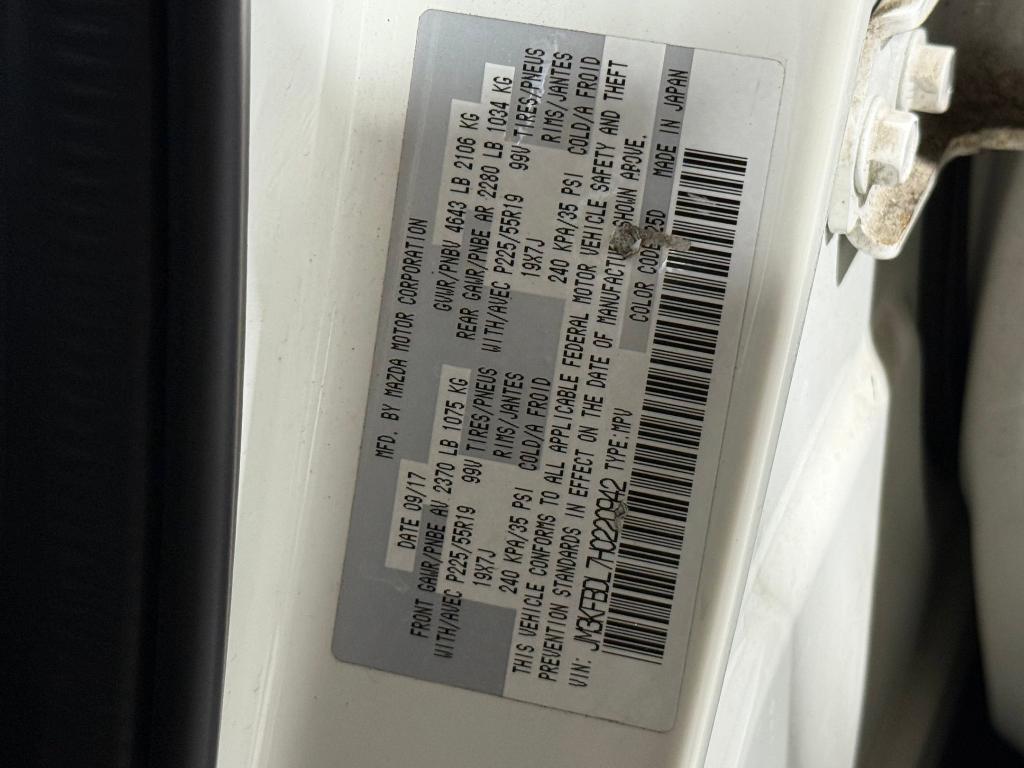 MFD. BY MAZDA MOTOR CORPORATION
DATE 09/17 GVWR/PNBV 4643 LB 2106 KG
FRONT GAWR/PNBE AV 2370 LB 1075 KG REAR GAWR/PNBE AR 2280 LB 1034 KG
WITH/AVEC P225/55R19 99V TIRES/PNEUS WITH/AVEC P225/55R19 99V TIRES/PNEUS
19X7J RIMS/JANTES 19X7J RIMS/JANTES
240 KPA/35 PSI COLD/A FROID 240 KPA/35 PSI COLD/A FROID
THIS VEHICLE CONFORMS TO ALL APPLICABLE FEDERAL MOTOR VEHICLE SAFETY AND THEFT
PREVENTION STANDARDS IN EFFECT ON THE DATE OF MANUFACTURE SHOWN ABOVE.
VIN: JM3KFBDL7H0220942 TYPE:MPV COLOR CODE 25D MADE IN JAPAN